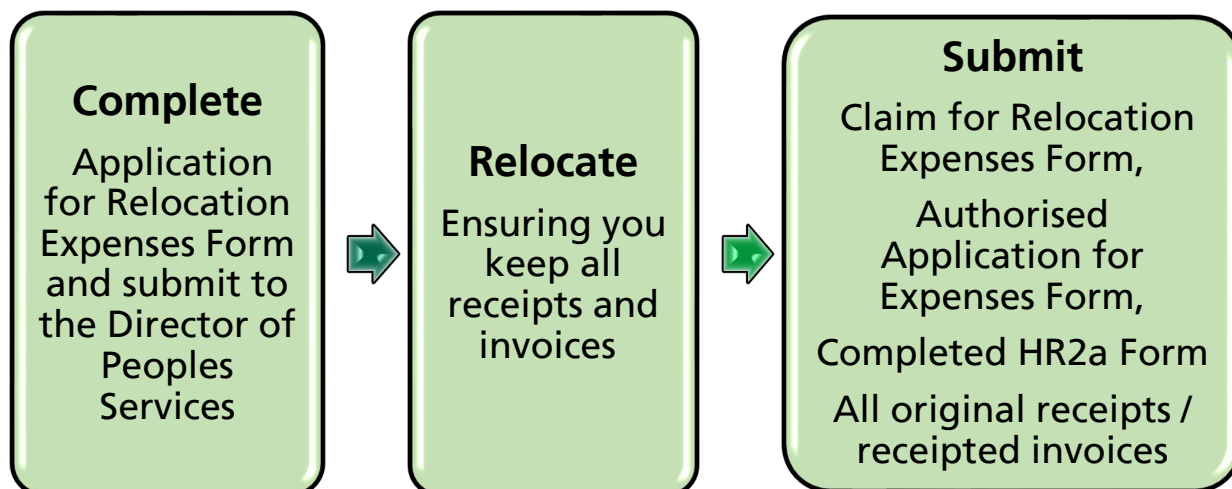 Complete
Application
for Relocation
Expenses Form
and submit to
the Director of
Peoples
Services
Relocate
Ensuring you
keep all
receipts and
invoices
Submit
Claim for Relocation
Expenses Form,
Authorised
Application for
Expenses Form,
Completed HR2a Form
All original receipts /
receipted invoices